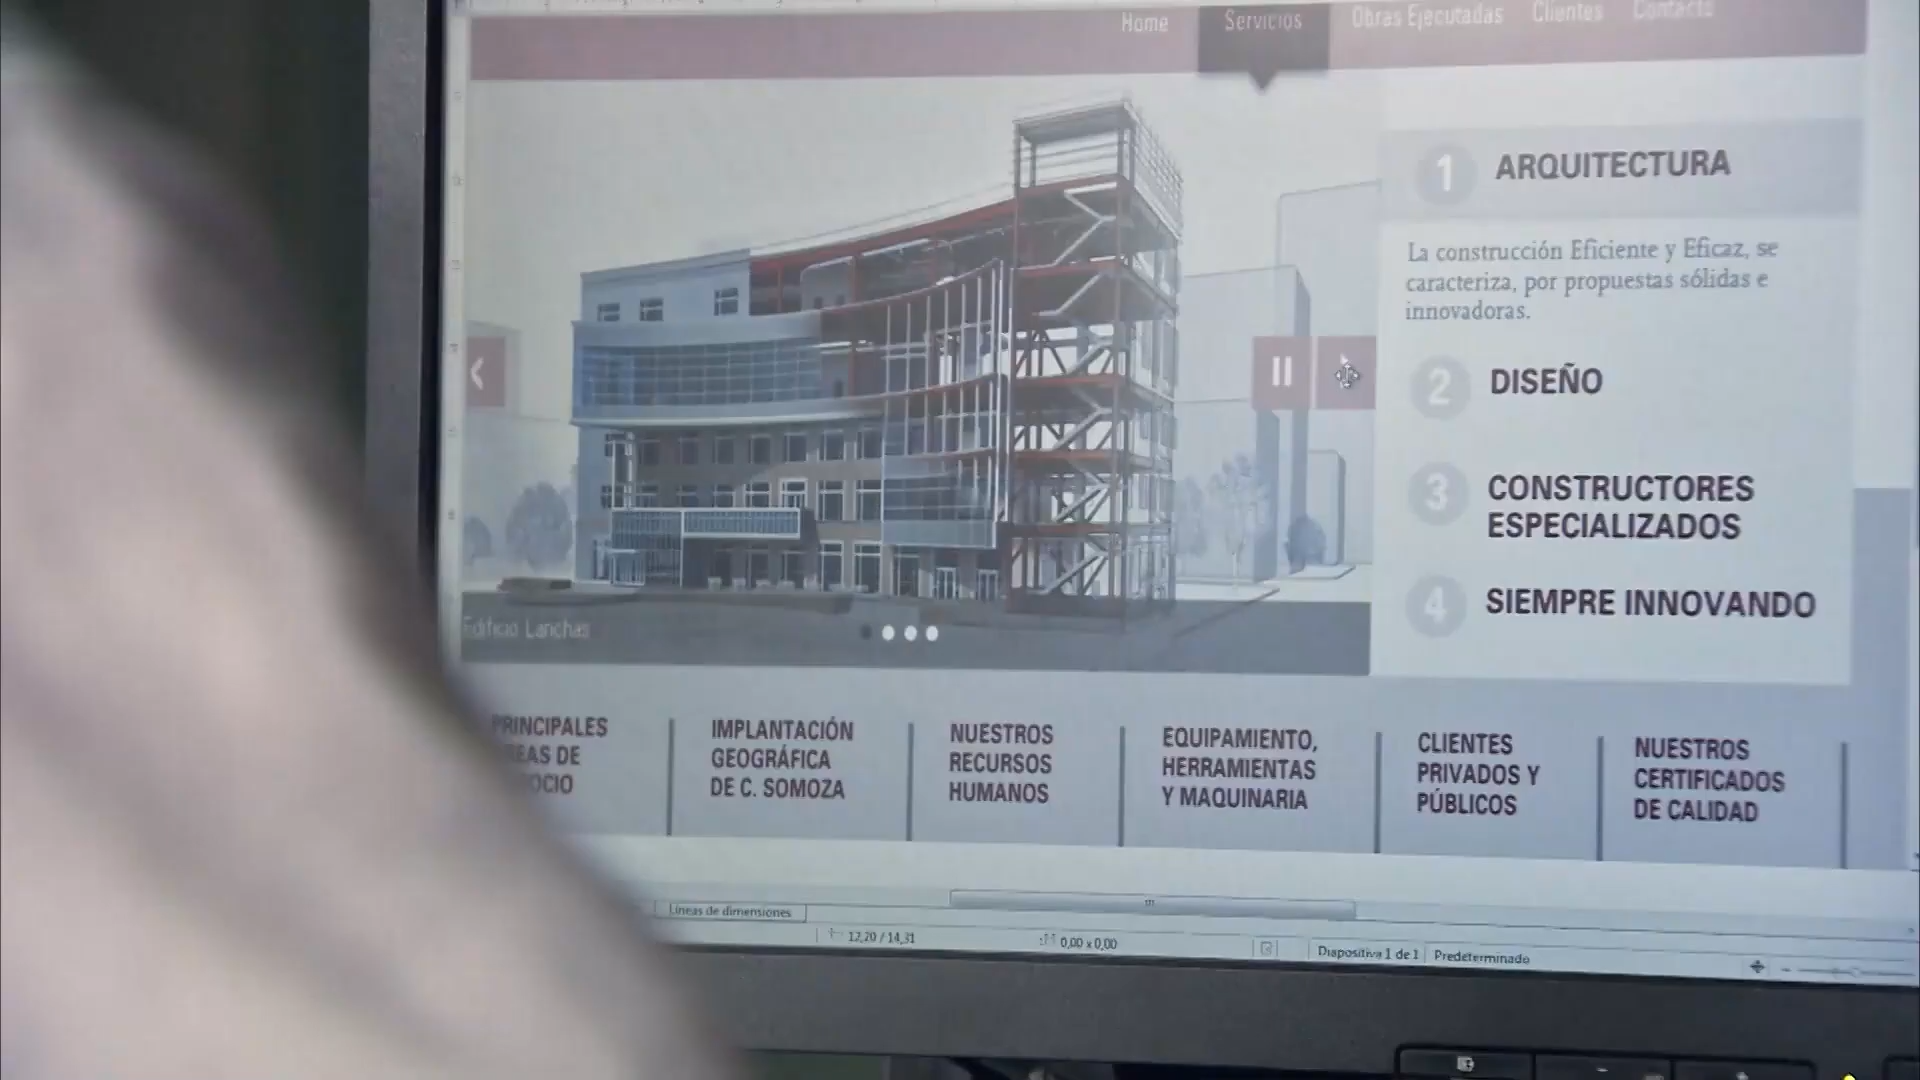 Home Servicios Obras Ejecutadas Clientes Contacto
1 ARQUITECTURA
La construcción Eficiente y Eficaz, se
caracteriza, por propuestas sólidas e
innovadoras.
2 DISEÑO
3 CONSTRUCTORES
ESPECIALIZADOS
4 SIEMPRE INNOVANDO
Edificio Lanchas
PRINCIPALES
DE
IMPLANTACIÓN
GEOGRÁFICA
DE C. SOMOZA
NUESTROS
RECURSOS
HUMANOS
EQUIPAMIENTO,
HERRAMIENTAS
Y MAQUINARIA
CLIENTES
PRIVADOS Y
PÚBLICOS
NUESTROS
CERTIFICADOS
DE CALIDAD
Líneas de dimensiones
12,20 / 14,31 0,00 x 0,00 Diapositiva 1 de 1 Predeterminado